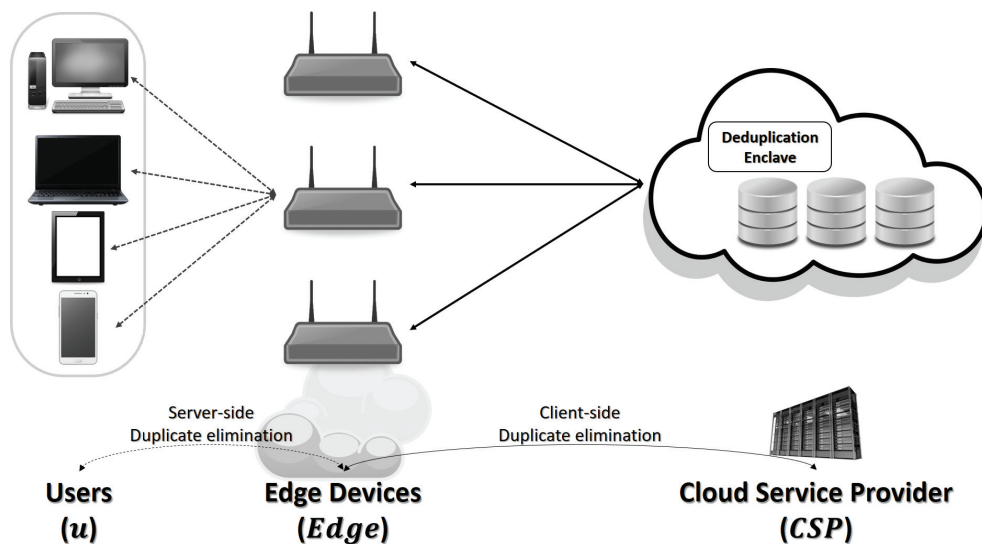 Deduplication
Enclave
Server-side
Duplicate elimination
Client-side
Duplicate elimination
Users
(u)
Edge Devices
(Edge)
Cloud Service Provider
(CSP)